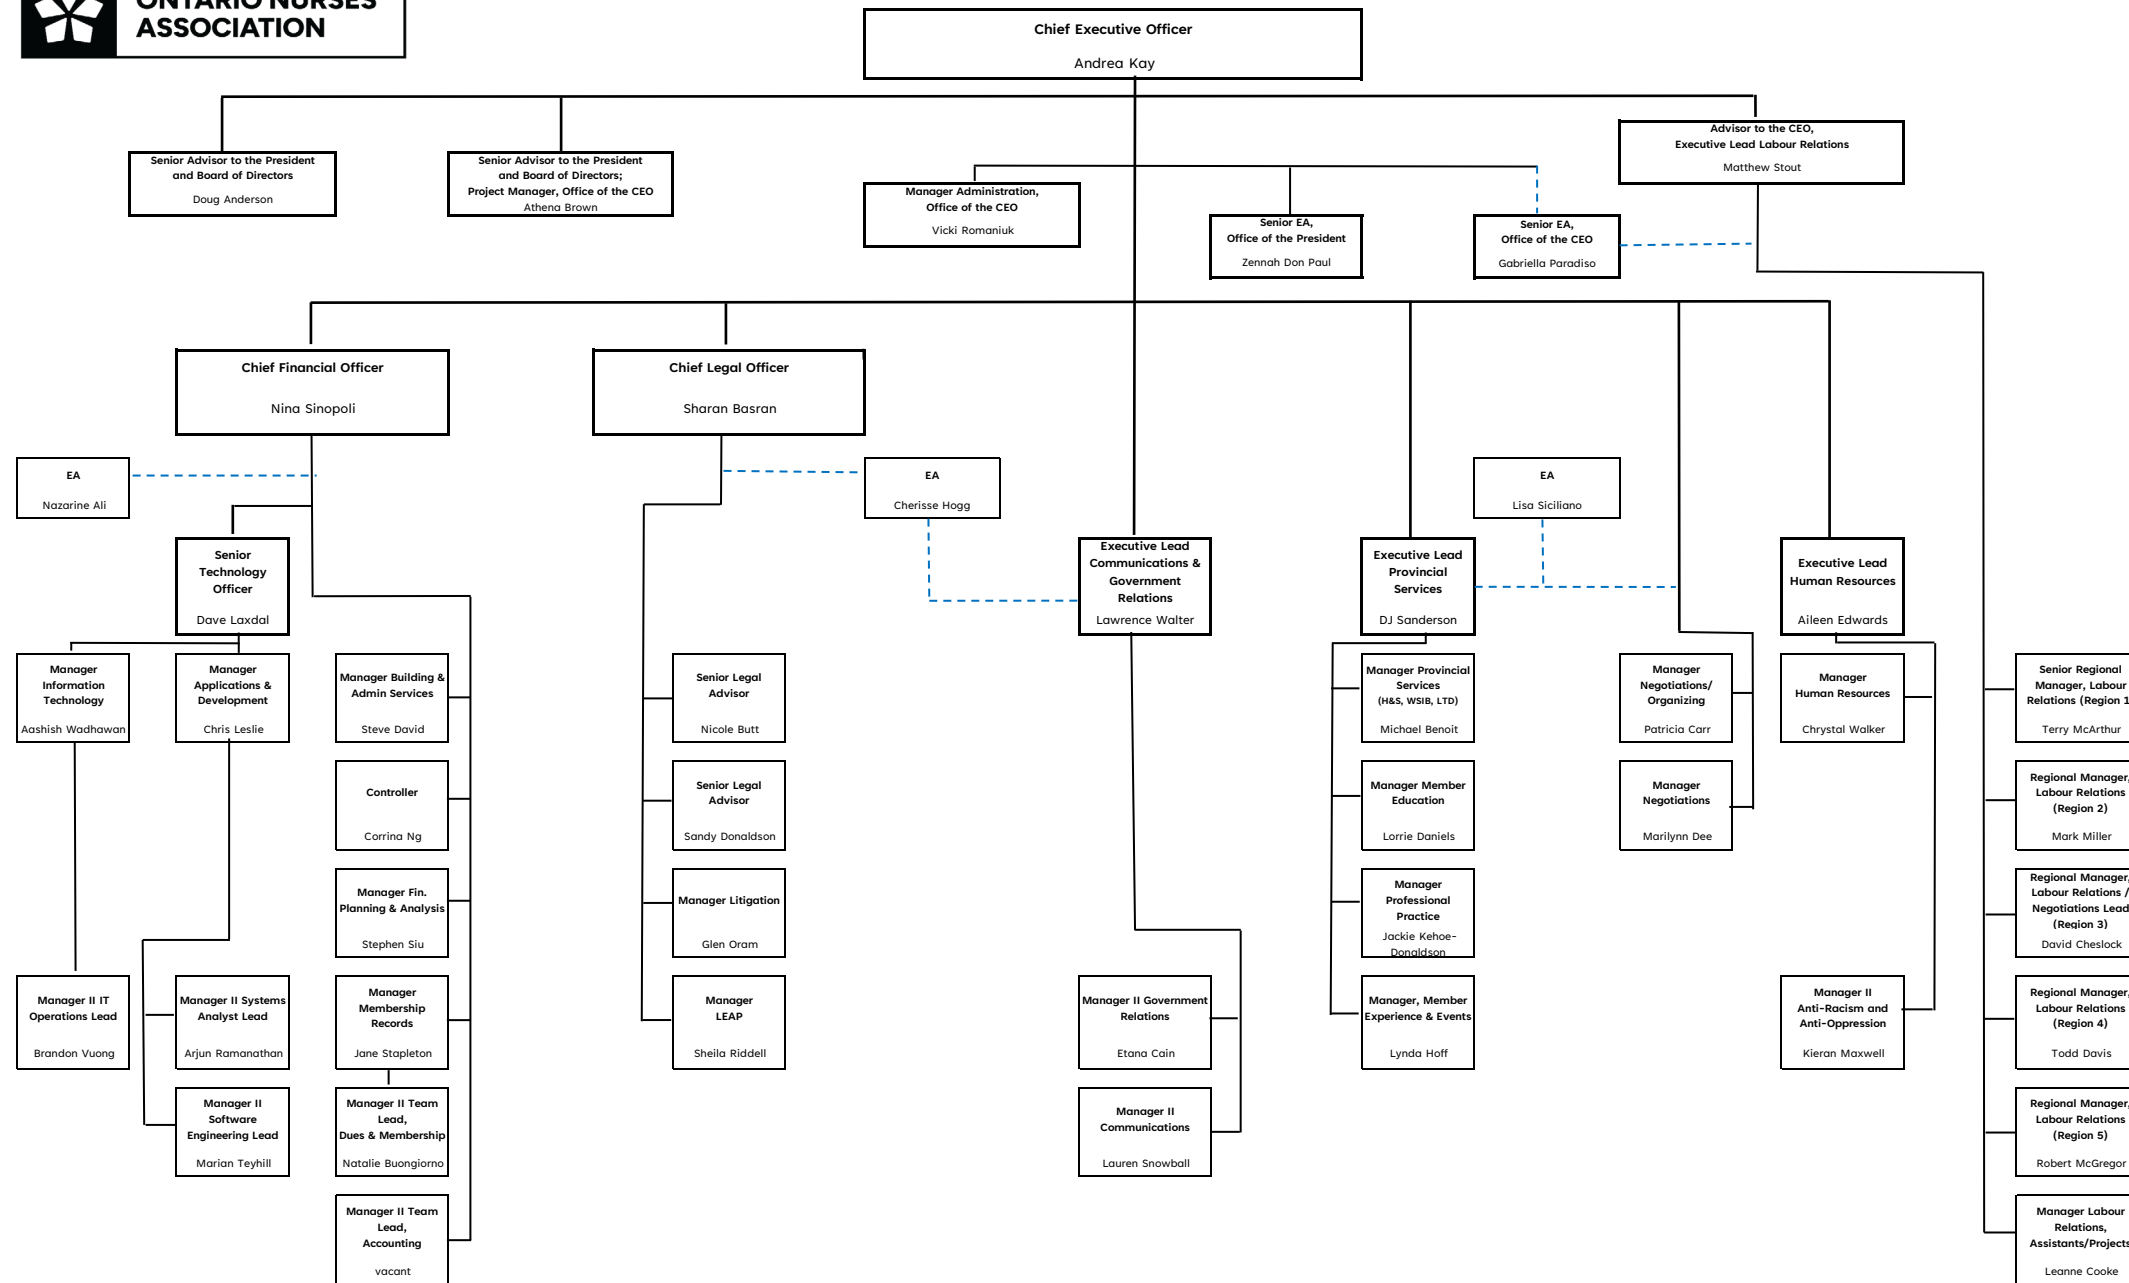 ONTARIO NURSES
ASSOCIATION
Chief Executive Officer
Andrea Kay
Senior Advisor to the President
and Board of Directors
Doug Anderson
Senior Advisor to the President
and Board of Directors;
Project Manager, Office of the CEO
Athena Brown
Manager Administration,
Office of the CEO
Vicki Romaniuk
Senior EA,
Office of the President
Zennah Don Paul
Senior EA,
Office of the CEO
Gabriella Paradiso
Advisor to the CEO,
Executive Lead Labour Relations
Matthew Stout
Chief Financial Officer
Nina Sinopoli
Chief Legal Officer
Sharan Basran
EA
Nazarine Ali
EA
Cherisse Hogg
EA
Lisa Siciliano
Senior
Technology
Officer
Dave Laxdal
Executive Lead
Communications &
Government
Relations
Lawrence Walter
Executive Lead
Provincial
Services
DJ Sanderson
Executive Lead
Human Resources
Aileen Edwards
Manager
Information
Technology
Aashish Wadhawan
Manager
Applications &
Development
Chris Leslie
Manager Building &
Admin Services
Steve David
Senior Legal
Advisor
Nicole Butt
Manager Provincial
Services
(H&S, WSIB, LTD)
Michael Benoit
Manager
Negotiations/
Organizing
Patricia Carr
Manager
Human Resources
Chrystal Walker
Senior Regional
Manager, Labour
Relations (Region 1
Terry McArthur
Controller
Corrina Ng
Senior Legal
Advisor
Sandy Donaldson
Manager Member
Education
Lorrie Daniels
Manager
Negotiations
Marilynn Dee
Regional Manager,
Labour Relations
(Region 2)
Mark Miller
Manager Fin.
Planning & Analysis
Stephen Siu
Manager Litigation
Glen Oram
Manager
Professional
Practice
Jackie Kehoe-
Donaldson
Regional Manager,
Labour Relations /
Negotiations Lead
(Region 3)
David Cheslock
Manager II IT
Operations Lead
Brandon Vuong
Manager II Systems
Analyst Lead
Arjun Ramanathan
Manager
Membership
Records
Jane Stapleton
Manager
LEAP
Sheila Riddell
Manager II Government
Relations
Etana Cain
Manager, Member
Experience & Events
Lynda Hoff
Manager II
Anti-Racism and
Anti-Oppression
Kieran Maxwell
Regional Manager,
Labour Relations
(Region 4)
Todd Davis
Manager II
Software
Engineering Lead
Marian Teyhill
Manager II Team
Lead,
Dues & Membership
Natalie Buongiorno
Manager II
Communications
Lauren Snowball
Regional Manager,
Labour Relations
(Region 5)
Robert McGregor
Manager II Team
Lead,
Accounting
vacant
Manager Labour
Relations,
Assistants/Projects
Leanne Cooke